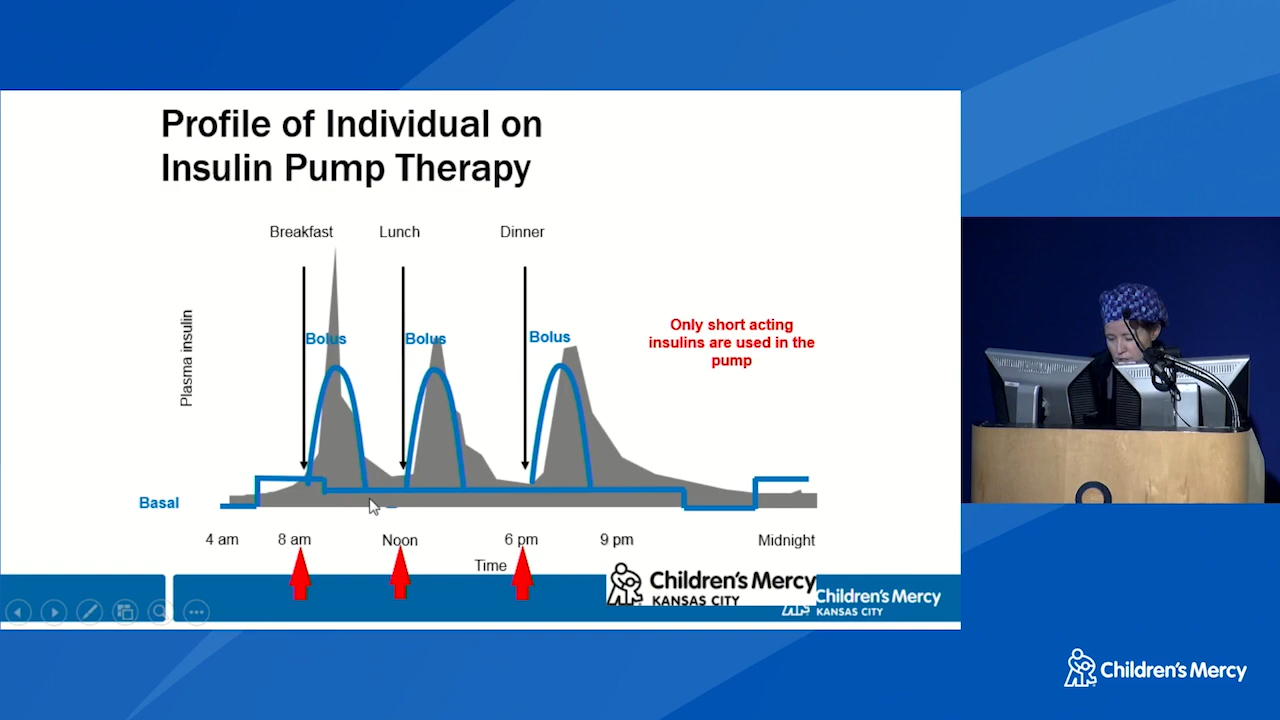 Profile of Individual on
Insulin Pump Therapy
Breakfast
Lunch
Dinner
Plasma insulin
Bolus
Bolus
Bolus
Only short acting
insulins are used in the
pump
Basal
4 am
8 am
Noon
6 pm
9 pm
Midnight
Time
Children's Mercy
KANSAS CITY
Children's Mercy
KANSAS CITY
Children's Mercy